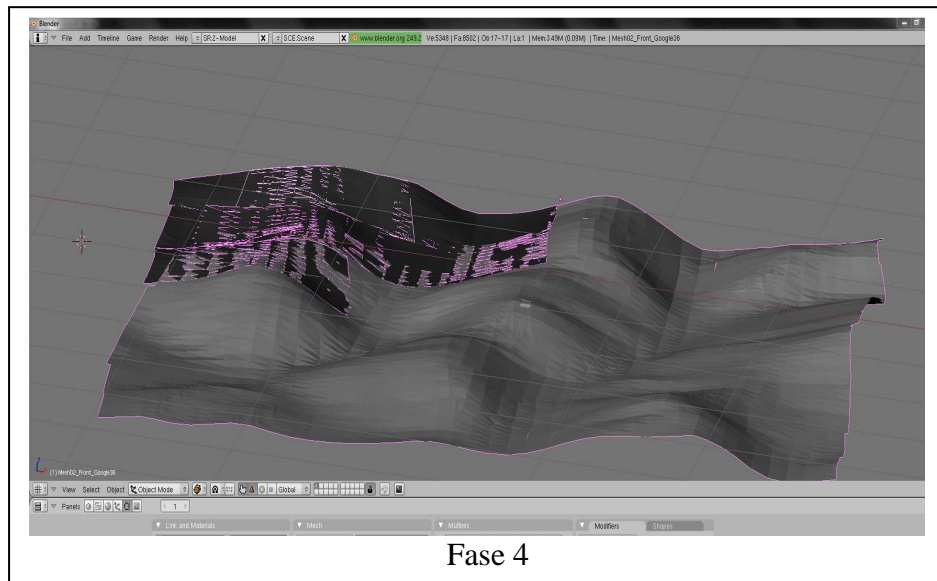 Blender
File Add Timeline Game Render Help SR:2-Model X SCE:Scene X www.blender.org 249.2 Ve:5348 | Fa:8502 | Ob:17-17 | La:1 | Mem:3.49M (0.09M) | Time: | Mesh02_Front_Google36
(1) Mesh02_Front_Google36
View Select Object Object Mode Global
Panels 1
Link and Materials Mesh Multires Modifiers Shapes
Fase 4